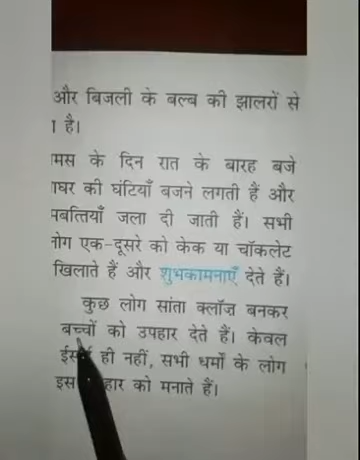 और बिजली के बल्ब की झालरों से
है।
मस के दिन रात के बारह बजे
घर की घंटियाँ बजने लगती हैं और
मबत्तियाँ जला दी जाती हैं। सभी
लोग एक-दूसरे को केक या चॉकलेट
खिलाते हैं और शुभकामनाएँ देते हैं।
कुछ लोग सांता क्लॉज़ बनकर
बच्चों को उपहार देते हैं। केवल
ही नहीं, सभी धर्मों के लोग
इस हार को मनाते हैं।